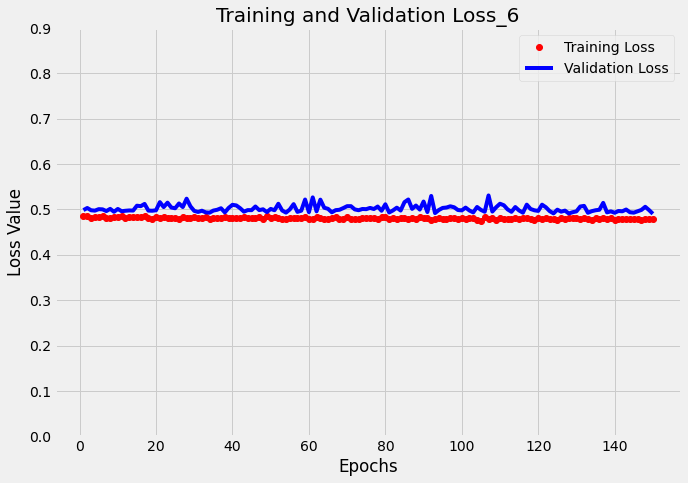 Training and Validation Loss_6
Training Loss
Validation Loss
0.9
0.8
0.7
0.6
0.5
0.4
0.3
0.2
0.1
0.0
Loss Value
0 20 40 60 80 100 120 140
Epochs